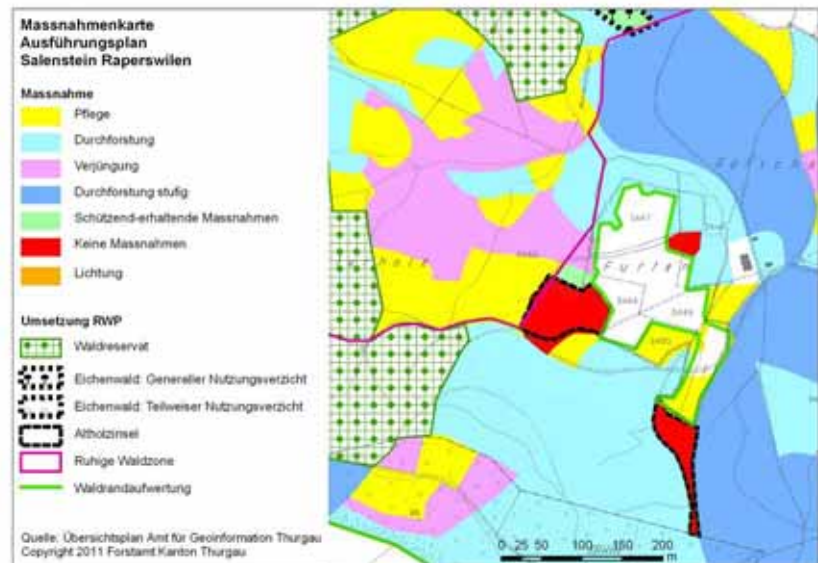 Massnahmenkarte
Ausführungsplan
Salenstein Raperswilen
Massnahme
Pflege
Durchforstung
Verjüngung
Durchforstung stufig
Schützend-erhaltende Massnahmen
Keine Massnahmen
Lichtung
Umsetzung RWP
Waldreservat
Eichenwald: Genereller Nutzungsverzicht
Eichenwald: Teilweiser Nutzungsverzicht
Altholzinsel
Ruhige Waldzone
Waldrandaufwertung
Quelle: Übersichtsplan Amt für Geoinformation Thurgau
Copyright 2011 Forstamt Kanton Thurgau
0 25 50 100 150 200
m